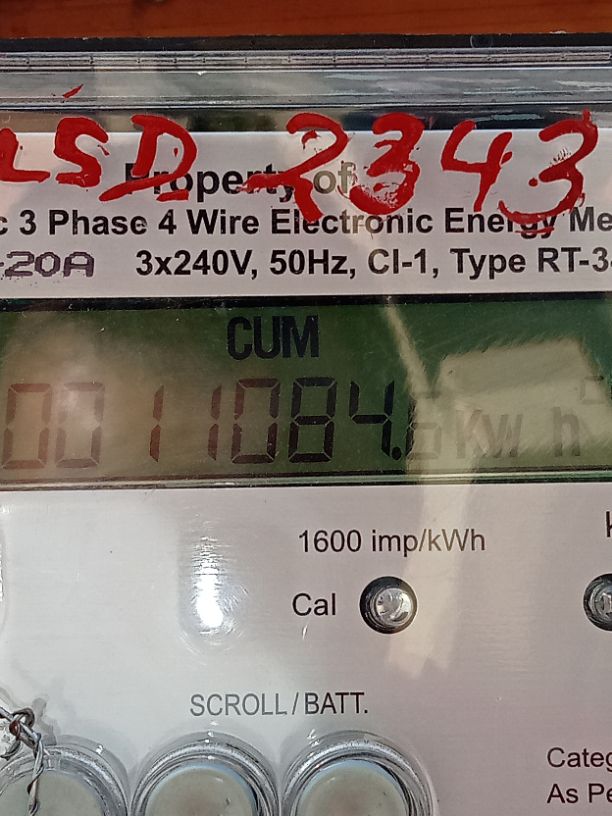 LSD 2343
Property of
c 3 Phase 4 Wire Electronic Energy Me
-20A 3x240V, 50Hz, Cl-1, Type RT-3
CUM
0011084.6 Kwh
1600 imp/kWh
Cal
SCROLL/BATT.
Categ
As Pe